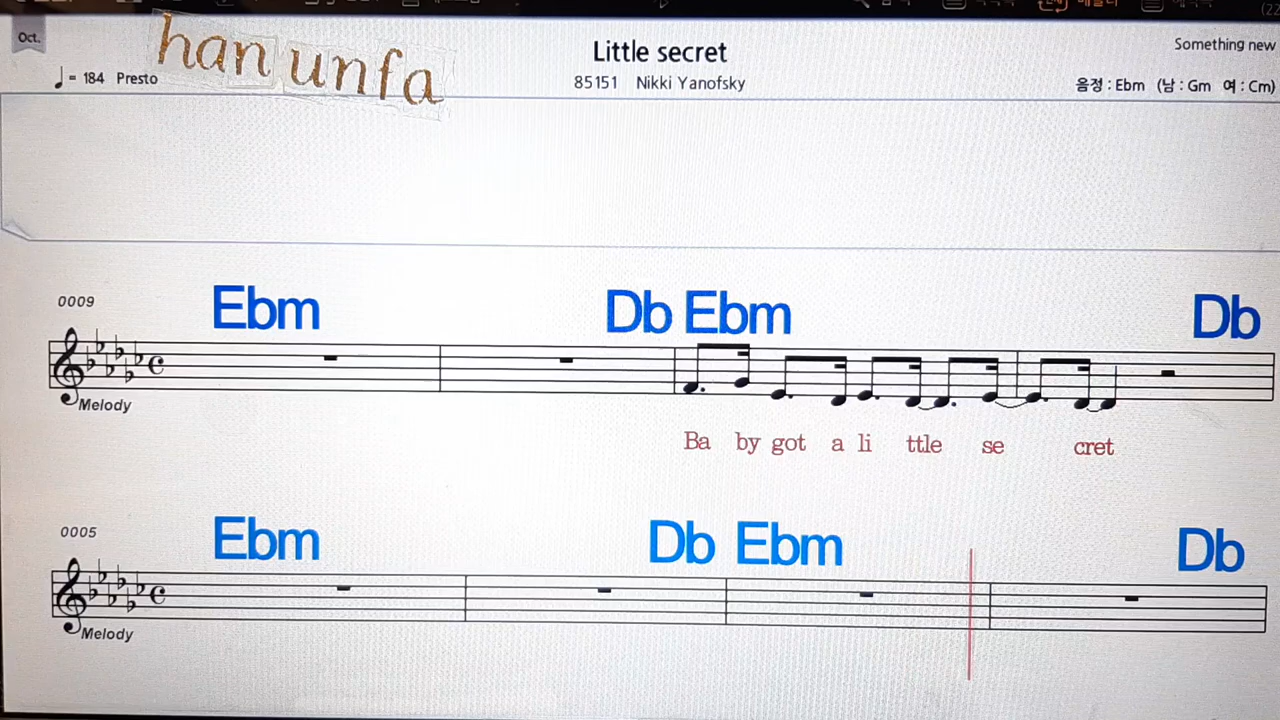 Oct.
han unfa
Little secret
Something new
= 184 Presto
85151 Nikki Yanofsky
음정 : Ebm (남 : Gm 여 : Cm)
0009
Ebm Db Ebm Db
Melody
Ba by got a li ttle se cret
0005
Ebm Db Ebm Db
Melody